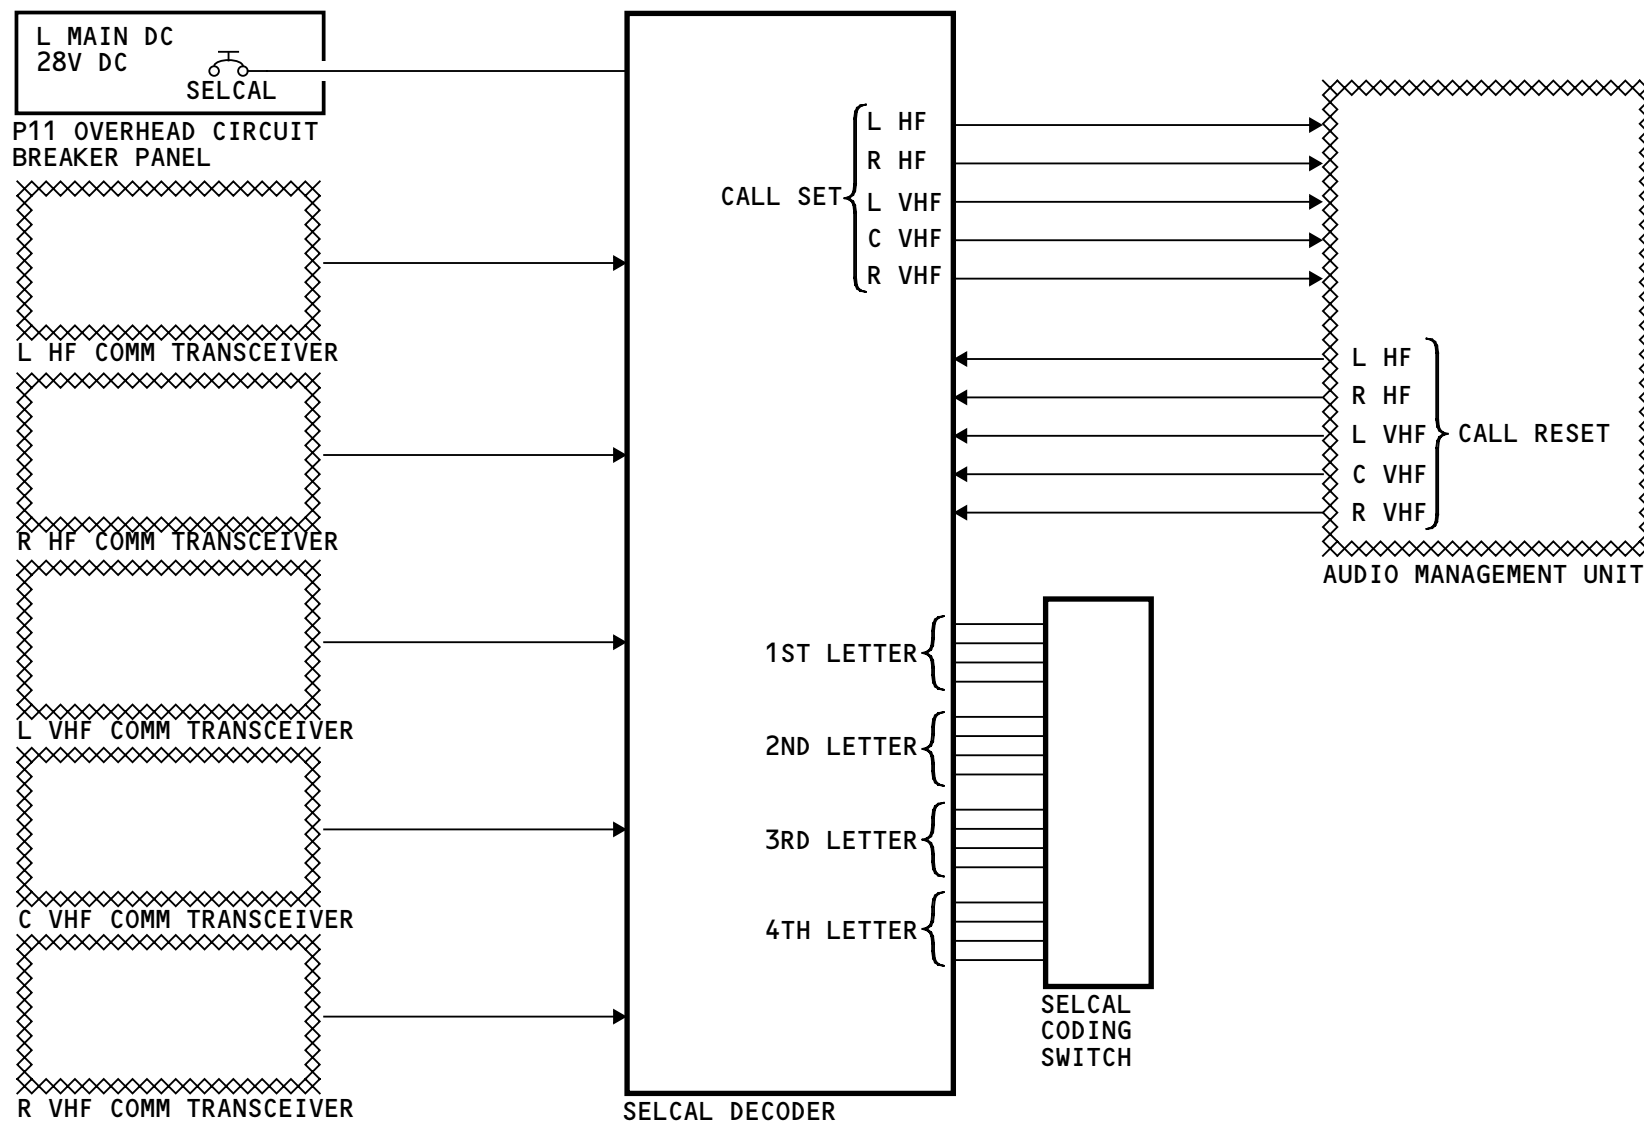 L MAIN DC
28V DC
SELCAL
P11 OVERHEAD CIRCUIT
BREAKER PANEL
L HF COMM TRANSCEIVER
R HF COMM TRANSCEIVER
L VHF COMM TRANSCEIVER
C VHF COMM TRANSCEIVER
R VHF COMM TRANSCEIVER
CALL SET
L HF
R HF
L VHF
C VHF
R VHF
1ST LETTER
2ND LETTER
3RD LETTER
4TH LETTER
SELCAL DECODER
SELCAL
CODING
SWITCH
L HF
R HF
L VHF
C VHF
R VHF
CALL RESET
AUDIO MANAGEMENT UNIT